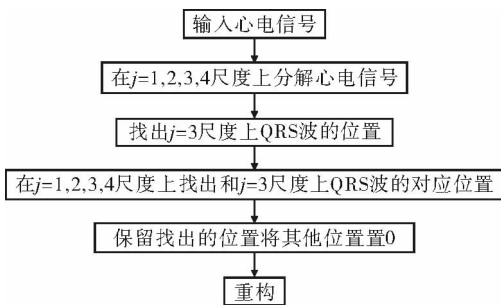 输入心电信号
在j=1,2,3,4尺度上分解心电信号
找出j=3尺度上QRS波的位置
在j=1,2,3,4尺度上找出和j=3尺度上QRS波的对应位置
保留找出的位置将其他位置置0
重构